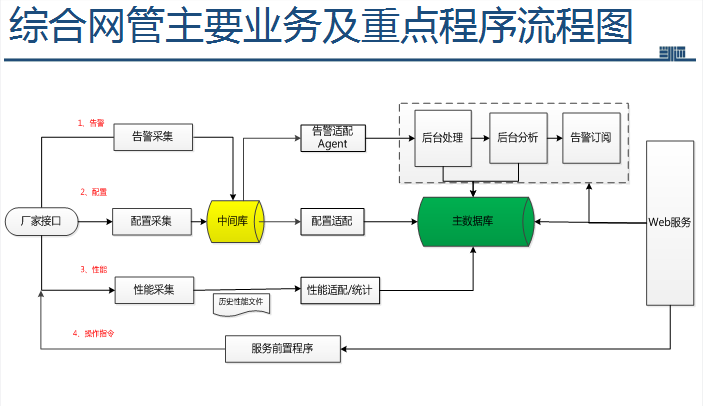 综合网管主要业务及重点程序流程图
1、告警
告警采集
告警适配
Agent
后台处理
后台分析
告警订阅
2、配置
厂家接口
配置采集
中间库
配置适配
主数据库
Web服务
3、性能
性能采集
历史性能文件
性能适配/统计
4、操作指令
服务前置程序